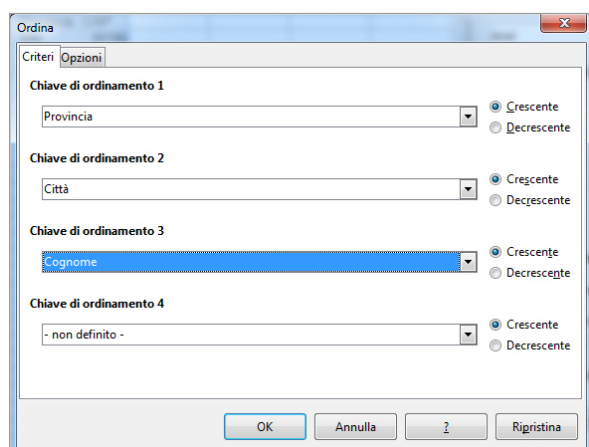 Ordina
Criteri Opzioni
Chiave di ordinamento 1
Provincia
Crescente
Decrescente
Chiave di ordinamento 2
Città
Crescente
Decrescente
Chiave di ordinamento 3
Cognome
Crescente
Decrescente
Chiave di ordinamento 4
- non definito -
Crescente
Decrescente
OK Annulla ? Ripristina